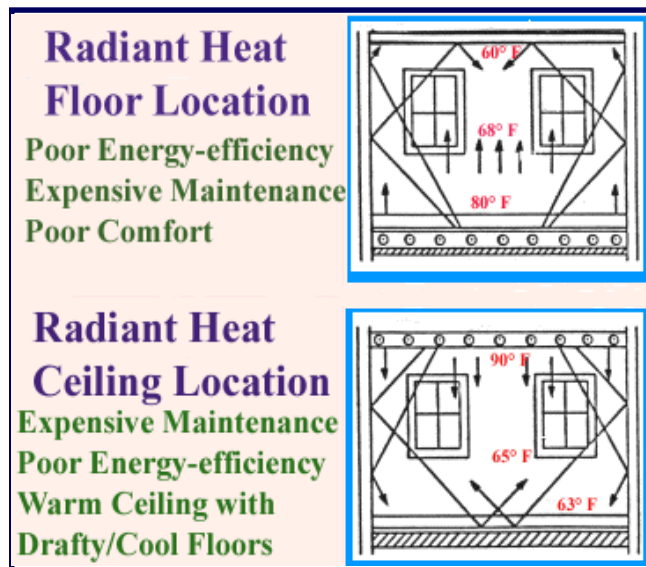 Radiant Heat
Floor Location
Poor Energy-efficiency
Expensive Maintenance
Poor Comfort
60° F
68° F
80° F
Radiant Heat
Ceiling Location
Expensive Maintenance
Poor Energy-efficiency
Warm Ceiling with
Drafty/Cool Floors
90° F
65° F
63° F